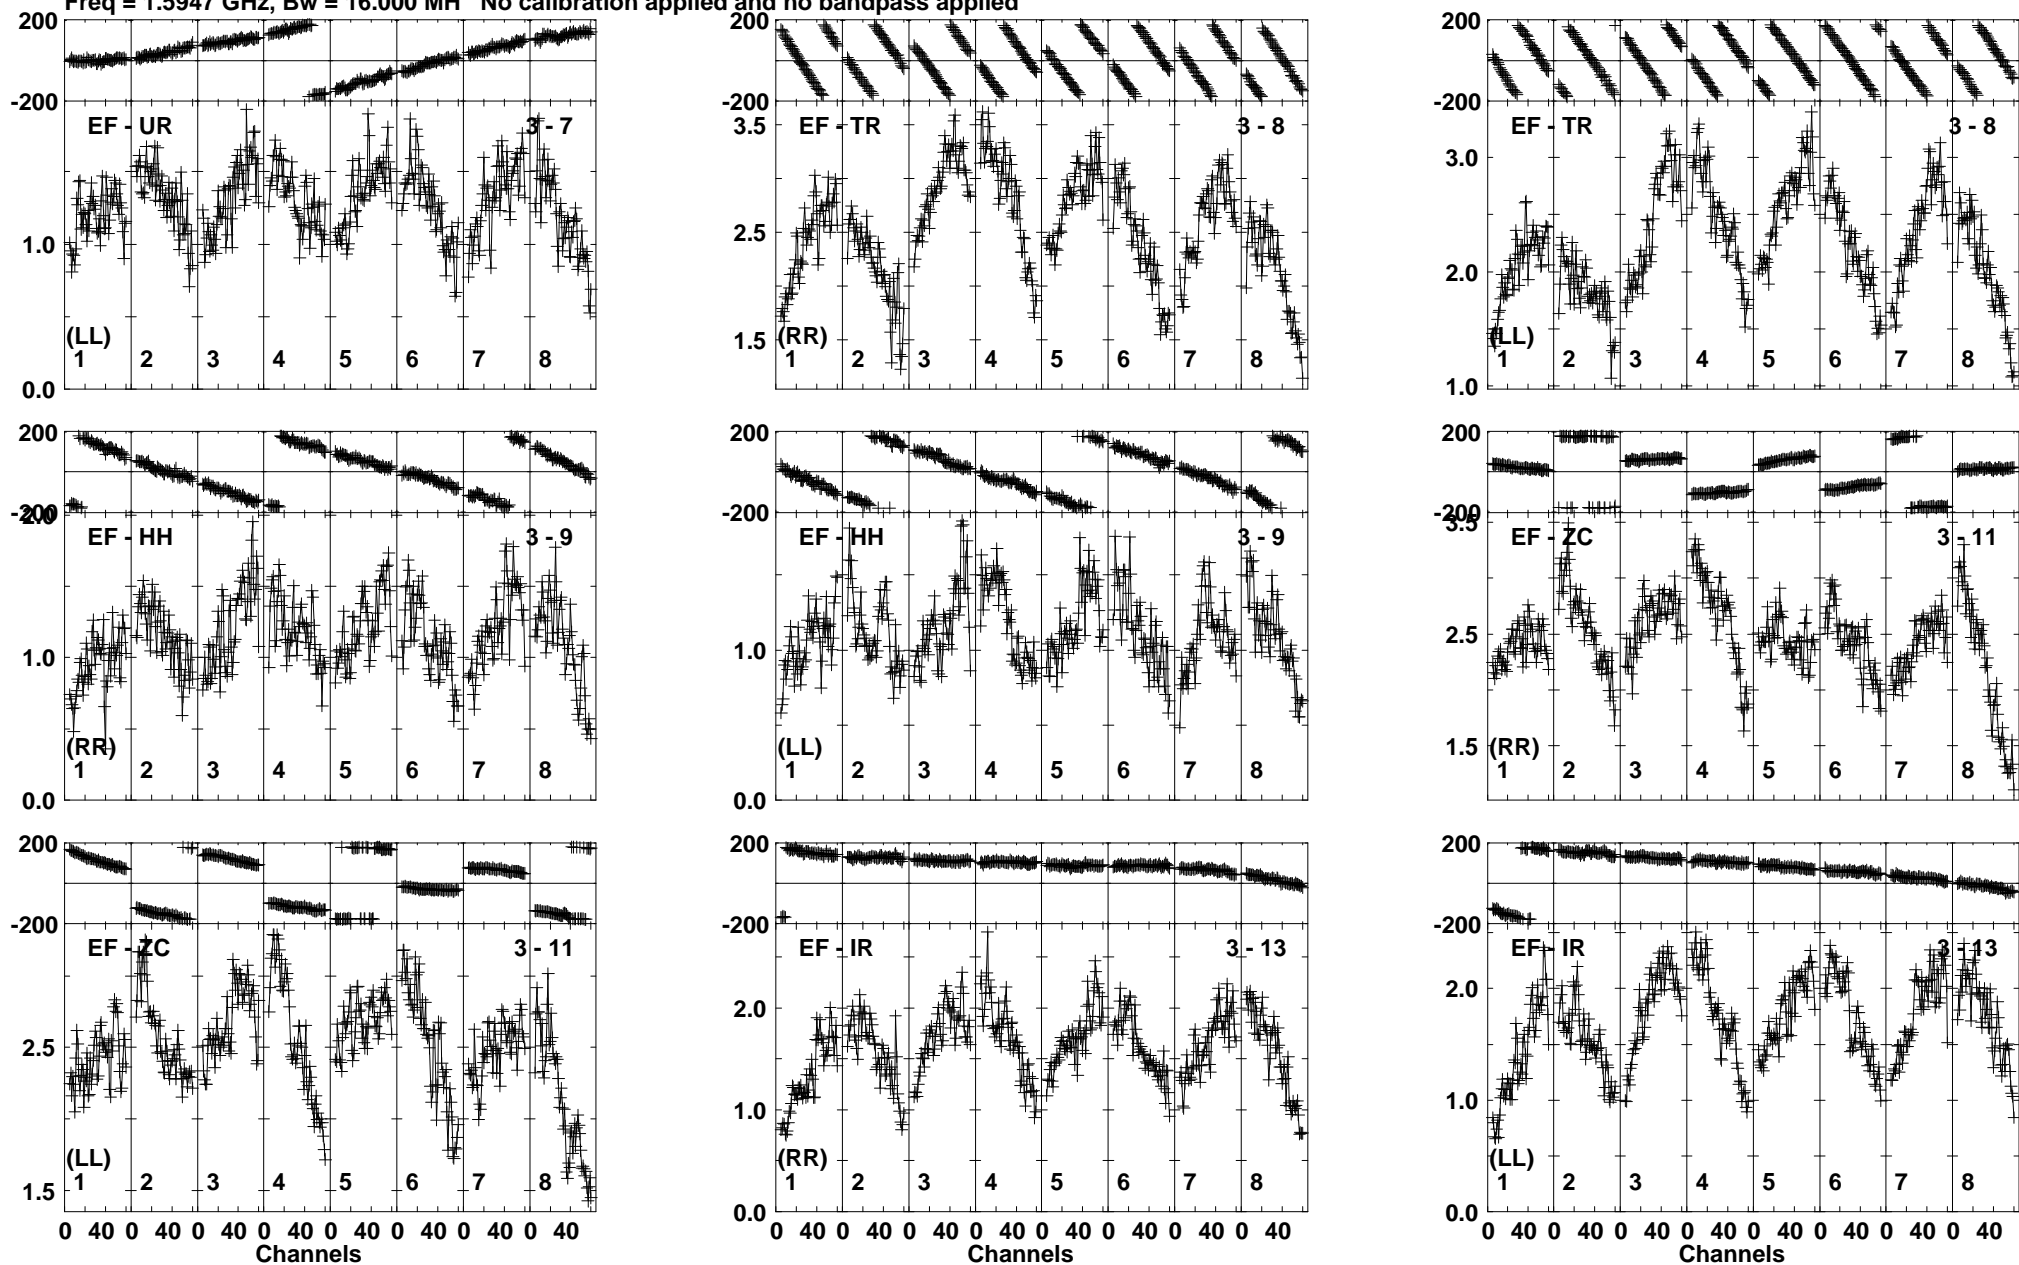 Freq = 1.5947 GHz, Bw = 16.000 MH No calibration applied and no bandpass applied
200 200 200
-200 -200 -200
EF - UR 3 - 7 EF - TR 3 - 8 EF - TR 3 - 8
3.5 3.0
1.0 2.5 2.0
(LL) (RR) 1.5 (LL)
1 2 3 4 5 6 7 8 1 2 3 4 5 6 7 8 1 2 3 4 5 6 7 8
0.0 1.0
200 200 200
-200 -200 -200
2.0 3.5
EF - HH 3 - 9 EF - HH 3 - 9 EF - ZC 3 - 11
1.0 1.0 2.5
(RR) (LL) 1.5 (RR)
1 2 3 4 5 6 7 8 1 2 3 4 5 6 7 8 1 2 3 4 5 6 7 8
0.0 0.0
200 200 200
-200 -200 -200
EF - ZC 3 - 11 EF - IR 3 - 13 EF - IR 3 - 13
2.5 2.0 2.0
1.0 1.0
(LL) (RR) (LL)
1 2 3 4 5 6 7 8 1 2 3 4 5 6 7 8 1 2 3 4 5 6 7 8
1.5 0.0 0.0
0 40 0 40 0 40 0 40 0 40 0 40 0 40 0 40 0 40 0 40 0 40 0 40 0 40 0 40 0 40 0 40 0 40 0 40 0 40 0 40 0 40 0 40 0 40 0 40
Channels Channels Channels